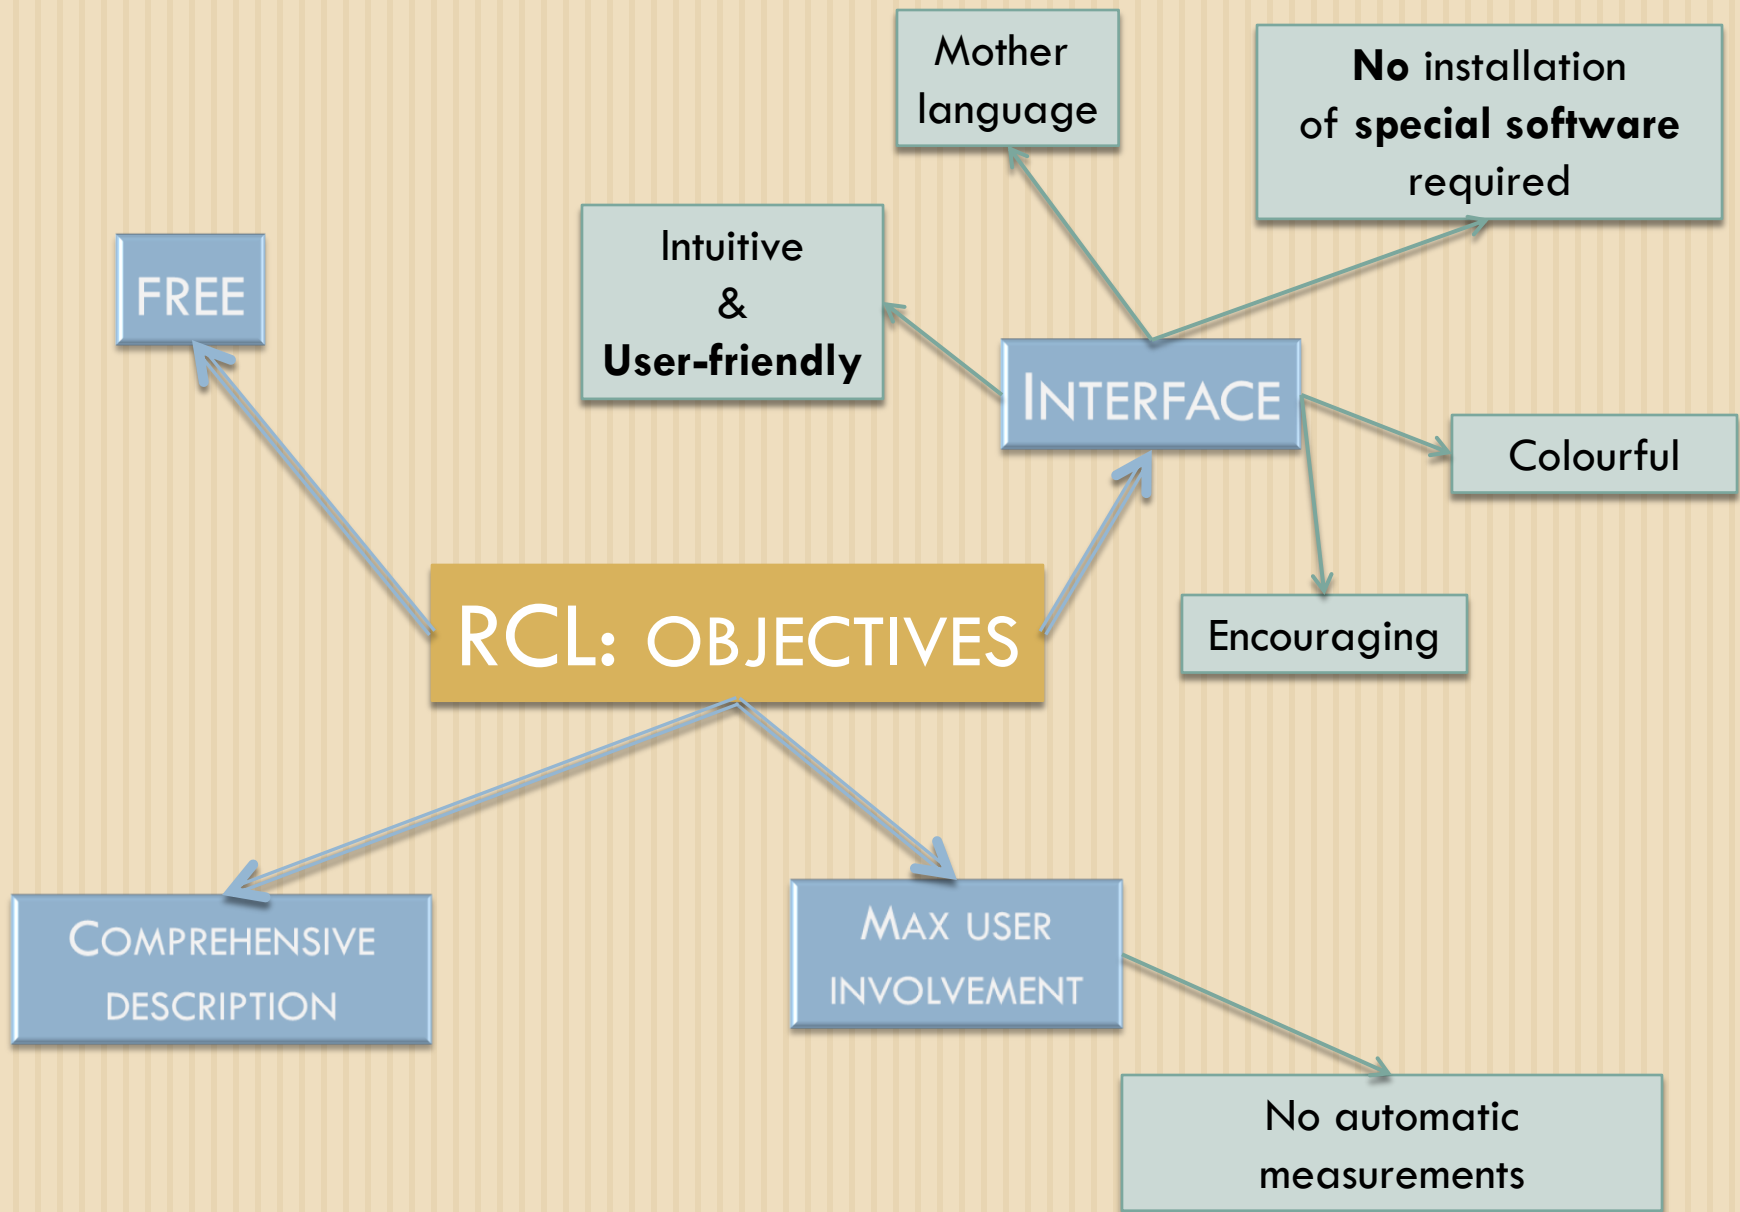 Mother
language
No installation
of special software
required
Intuitive
&
User-friendly
FREE
INTERFACE
Colourful
RCL: OBJECTIVES
Encouraging
COMPREHENSIVE
DESCRIPTION
MAX USER
INVOLVEMENT
No automatic
measurements